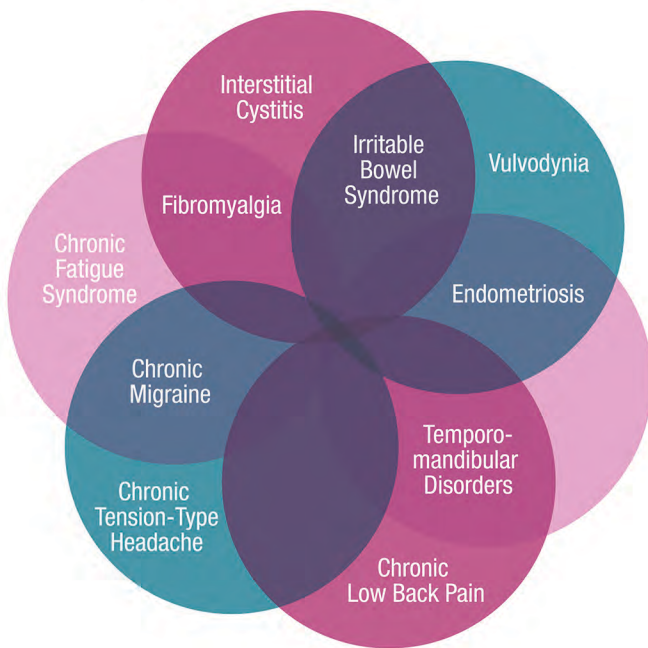 Interstitial
Cystitis
Irritable
Bowel
Syndrome
Vulvodynia
Fibromyalgia
Chronic
Fatigue
Syndrome
Endometriosis
Chronic
Migraine
Temporo-
mandibular
Disorders
Chronic
Tension-Type
Headache
Chronic
Low Back Pain